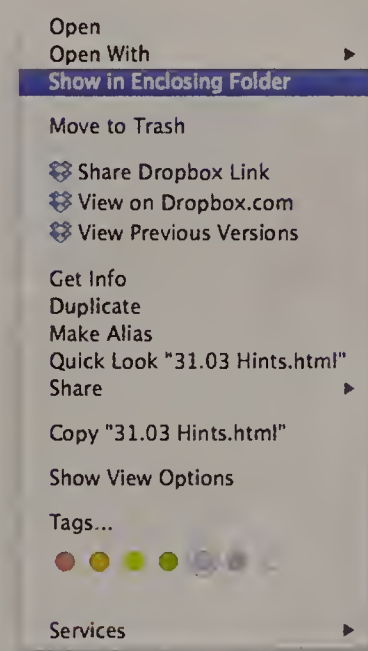 Open
Open With
Show in Enclosing Folder
Move to Trash
Share Dropbox Link
View on Dropbox.com
View Previous Versions
Get Info
Duplicate
Make Alias
Quick Look "31.03 Hints.html"
Share
Copy "31.03 Hints.html"
Show View Options
Tags...
Services